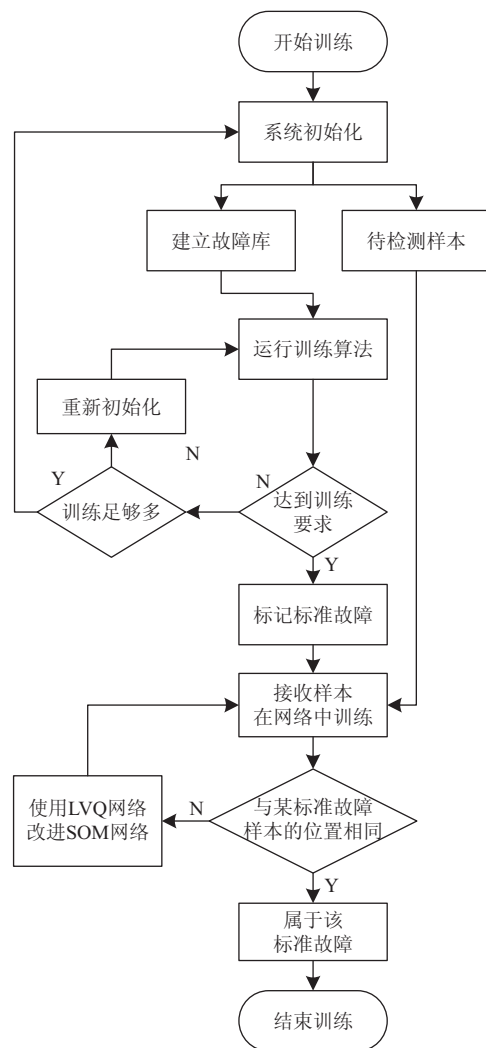 开始训练
系统初始化
建立故障库
待检测样本
运行训练算法
重新初始化
N
Y
N
训练足够多
达到训练
要求
Y
标记标准故障
接收样本
在网络中训练
使用LVQ网络
改进SOM网络
N
与某标准故障
样本的位置相同
Y
属于该
标准故障
结束训练